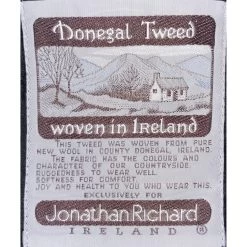 Donegal Tweed
woven in Ireland
THIS TWEED WAS WOVEN FROM PURE
NEW WOOL IN COUNTY DONEGAL, IRELAND.
THE FABRIC HAS THE COLOURS AND
CHARACTER OF OUR COUNTRYSIDE.
RUGGEDNESS TO WEAR WELL.
SOFTNESS FOR COMFORT.
JOY AND HEALTH TO YOU WHO WEAR THIS.
EXCLUSIVELY FOR
Jonathan Richard
IRELAND ®